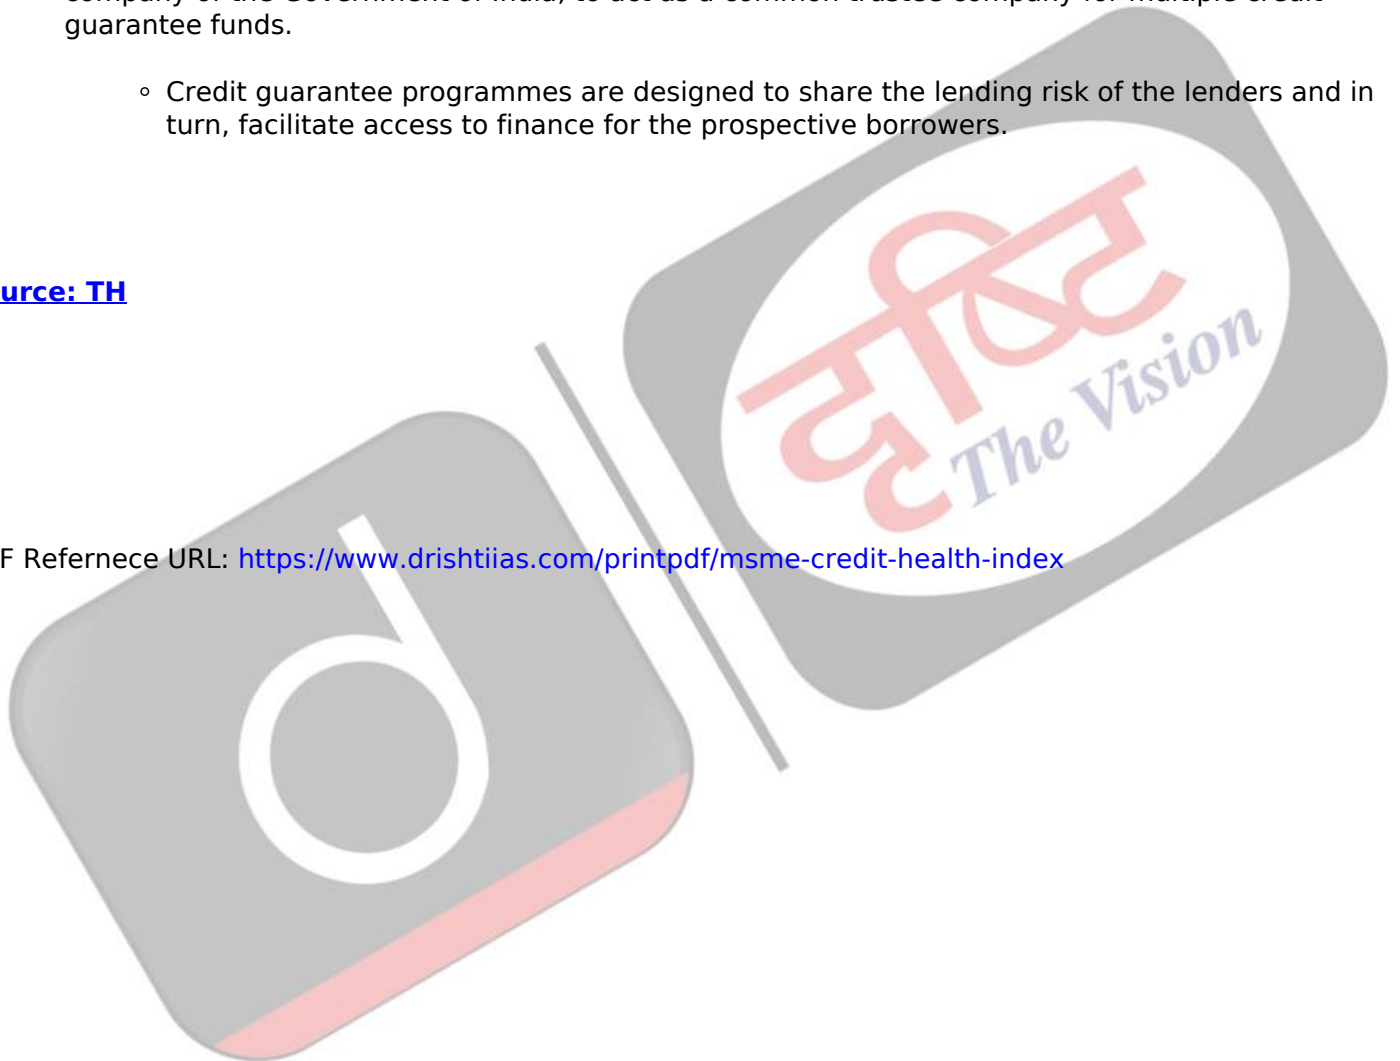 guarantee funds.
Credit guarantee programmes are designed to share the lending risk of the lenders and in
turn, facilitate access to finance for the prospective borrowers.
urce: TH
F Refernece URL: https://www.drishtiias.com/printpdf/msme-credit-health-index
दृष्टि
The Vision
d